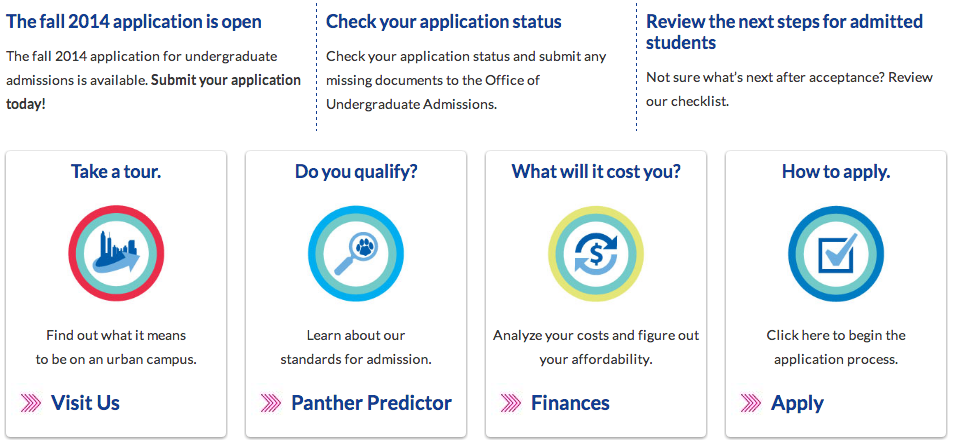 The fall 2014 application is open
The fall 2014 application for undergraduate
admissions is available. Submit your application
today!
Check your application status
Check your application status and submit any
missing documents to the Office of
Undergraduate Admissions.
Review the next steps for admitted
students
Not sure what's next after acceptance? Review
our checklist.
Take a tour.
Find out what it means
to be on an urban campus.
Visit Us
Do you qualify?
Learn about our
standards for admission.
Panther Predictor
What will it cost you?
$
Analyze your costs and figure out
your affordability.
Finances
How to apply.
Click here to begin the
application process.
Apply